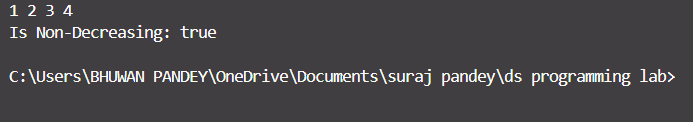 1 2 3 4
Is Non-Decreasing: true
C:\Users\BHUWAN PANDEY\OneDrive\Documents\suraj pandey\ds programming lab>